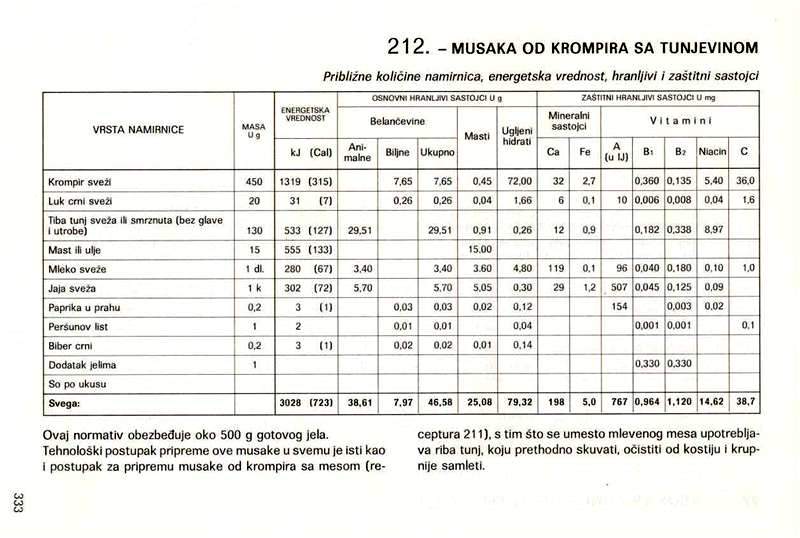 212. – MUSAKA OD KROMPIRA SA TUNJEVINOM
Približne količine namirnica, energetska vrednost, hranljivi i zaštitni sastojci
VRSTA NAMIRNICE MASA U g ENERGETSKA VREDNOST OSNOVNI HRANLJIVI SASTOJCI U g ZAŠTITNI HRANLJIVI SASTOJCI U mg
Belančevine Masti Ugljeni hidrati Mineralni sastojci Vitamini
kJ (Cal) Ani-malne Biljne Ukupno Ca Fe A (u IJ) B₁ B₂ Niacin C
Krompir sveži 450 1319 (315) 7,65 7,65 0,45 72,00 32 2,7 0,360 0,135 5,40 36,0
Luk crni sveži 20 31 (7) 0,26 0,26 0,04 1,66 6 0,1 10 0,006 0,008 0,04 1,6
Tiba tunj sveža ili smrznuta (bez glave
i utrobe) 130 533 (127) 29,51 29,51 0,91 0,26 12 0,9 0,182 0,338 8,97
Mast ili ulje 15 555 (133) 15.00
Mleko sveže 1 dl. 280 (67) 3,40 3,40 3.60 4,80 119 0.1 96 0,040 0,180 0,10 1,0
Jaja sveža 1 k 302 (72) 5,70 5,70 5,05 0,30 29 1,2 507 0,045 0,125 0,09
Paprika u prahu 0,2 3 (1) 0,03 0,03 0,02 0,12 154 0,003 0,02
Peršunov list 1 2 0,01 0,01 0,04 0,001 0,001 0,1
Biber crni 0,2 3 (1) 0,02 0,02 0,01 0,14
Dodatak jelima 1 0,330 0,330
So po ukusu
Svega: 3028 (723) 38,61 7,97 46,58 25,08 79,32 198 5,0 767 0,964 1,120 14,62 38,7
Ovaj normativ obezbeđuje oko 500 g gotovog jela.
Tehnološki postupak pripreme ove musake u svemu je isti kao
i postupak za pripremu musake od krompira sa mesom (re-
ceptura 211), s tim što se umesto mlevenog mesa upotreblja-
va riba tunj, koju prethodno skuvati, očistiti od kostiju i krup-
nije samleti.
333